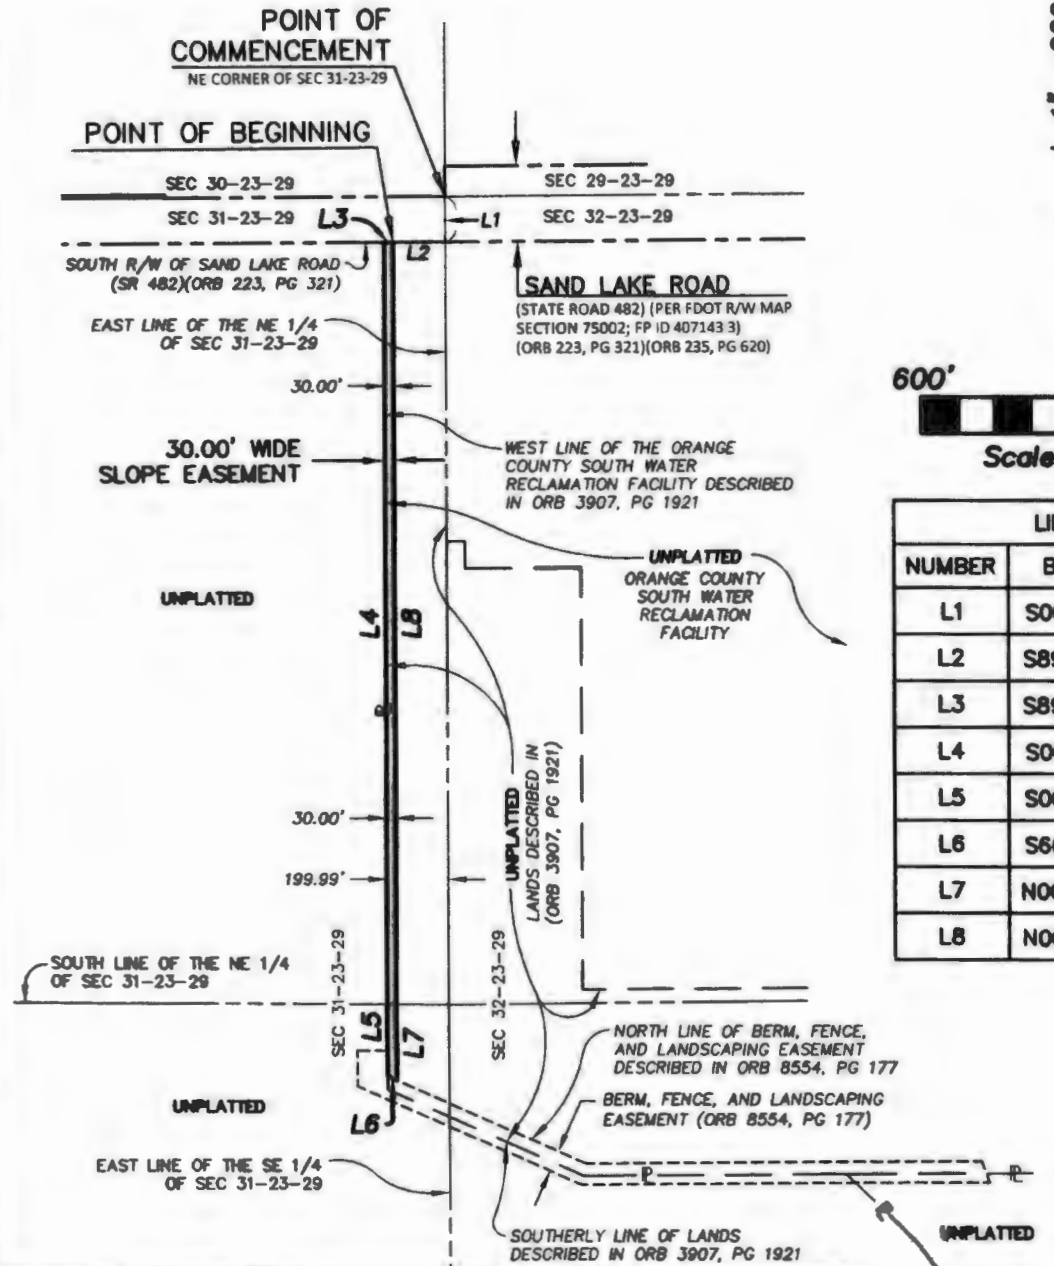 POINT OF
COMMENCEMENT
NE CORNER OF SEC 31-23-29
POINT OF BEGINNING
SEC 30-23-29
SEC 29-23-29
SEC 31-23-29
L3
L1
SEC 32-23-29
L2
SOUTH R/W OF SAND LAKE ROAD
(SR 482)(ORB 223, PG 321)
SAND LAKE ROAD
(STATE ROAD 482) (PER FDOT R/W MAP
SECTION 75002; FP ID 407143 3)
(ORB 223, PG 321)(ORB 235, PG 620)
EAST LINE OF THE NE 1/4
OF SEC 31-23-29
30.00'
600'
Scale
30.00' WIDE
SLOPE EASEMENT
WEST LINE OF THE ORANGE
COUNTY SOUTH WATER
RECLAMATION FACILITY DESCRIBED
IN ORB 3907, PG 1921
UNPLATTED
ORANGE COUNTY
SOUTH WATER
RECLAMATION
FACILITY
UNPLATTED
L4
L8
LI
NUMBER B
L1 S0
L2 S8
L3 S8
L4 S0
L5 S0
L6 S6
L7 N0
L8 N0
UNPLATTED
LANDS DESCRIBED IN
(ORB 3907, PG 1921)
30.00'
199.99'
SEC 31-23-29
SEC 32-23-29
SOUTH LINE OF THE NE 1/4
OF SEC 31-23-29
L5
L7
NORTH LINE OF BERM, FENCE,
AND LANDSCAPING EASEMENT
DESCRIBED IN ORB 8554, PG 177
BERM, FENCE, AND LANDSCAPING
EASEMENT (ORB 8554, PG 177)
UNPLATTED
L6
EAST LINE OF THE SE 1/4
OF SEC 31-23-29
SOUTHERLY LINE OF LANDS
DESCRIBED IN ORB 3907, PG 1921
UNPLATTED